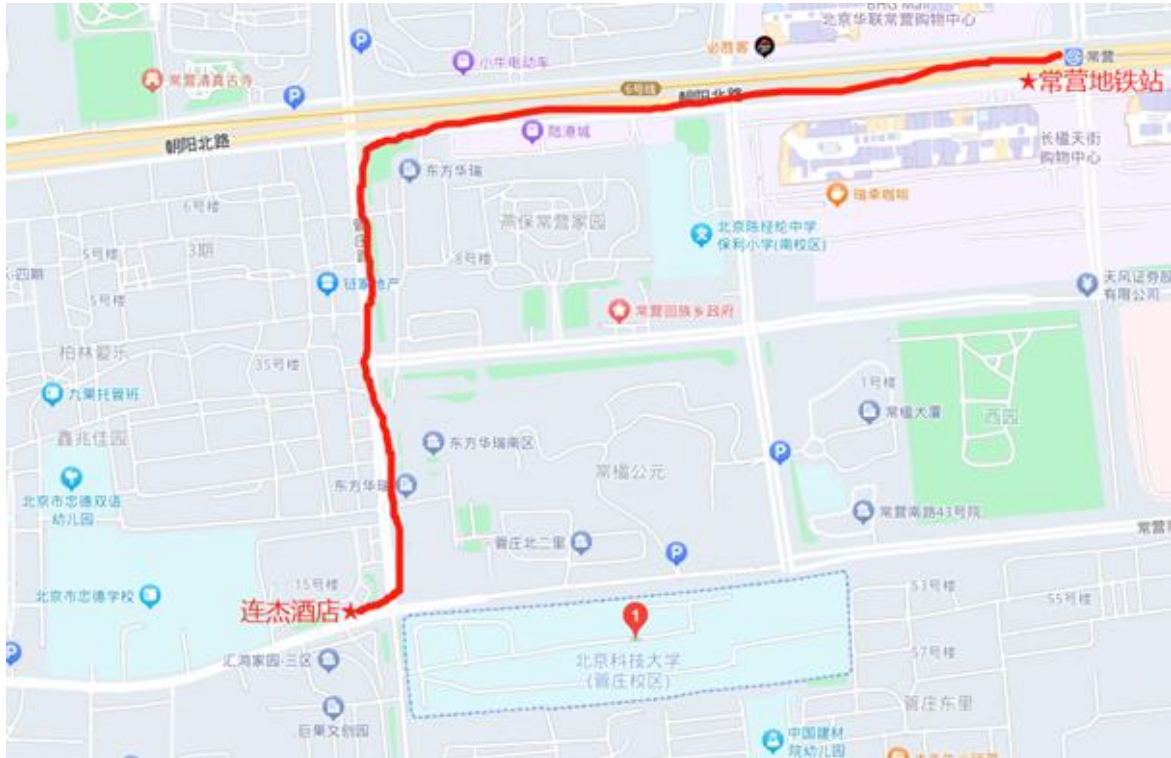 BHG Mall
北京华联常营购物中心
必胜客
小牛电动车
常营
常营清真古寺
★常营地铁站
6号线
朝阳北路
朝阳北路
陆港城
长楹天街
购物中心
东方华瑞
瑞幸咖啡
6号楼
燕保常营家园
北京陈经纶中学
保利小学(南校区)
管庄路
3期
5号楼
8号楼
四期
链家地产
天风证券股
有限公司
5号楼
常营回族乡政府
柏林爱乐
35号楼
1号楼
九巢托管班
常楹大厦
西园
鑫兆佳园
东方华瑞南区
常楹公元
东方华瑞
北京市忠德双语
幼儿园
常营南路43号院
管庄北二里
15号楼
53号楼
北京市忠德学校
55号楼
连杰酒店★
1
北京科技大学
(管庄校区)
57号楼
汇鸿家园-三区
管庄东里
巨巢文创园
中国建材
院幼儿园